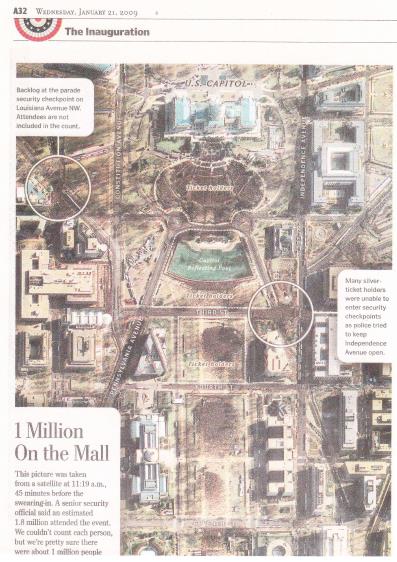 A32 WEDNESDAY, JANUARY 21, 2009
The Inauguration
Backlog at the parade
security checkpoint on
Louisiana Avenue NW.
Attendees are not
included in the count.
U.S. CAPITOL
CONSTITUTION AVENUE
INDEPENDENCE AVENUE
Ticket holders
Capitol
Reflecting Pool
Ticket holders
THIRD ST.
Many silver-
ticket holders
were unable to
enter security
checkpoints
as police tried
to keep
Independence
Avenue open.
PENNSYLVANIA AVENUE
Ticket holders
FOURTH ST.
1 Million
On the Mall
This picture was taken
from a satellite at 11:19 a.m.,
45 minutes before the
swearing-in. A senior security
official said an estimated
1.8 million attended the event.
We couldn't count each person,
but we're pretty sure there
were about 1 million people